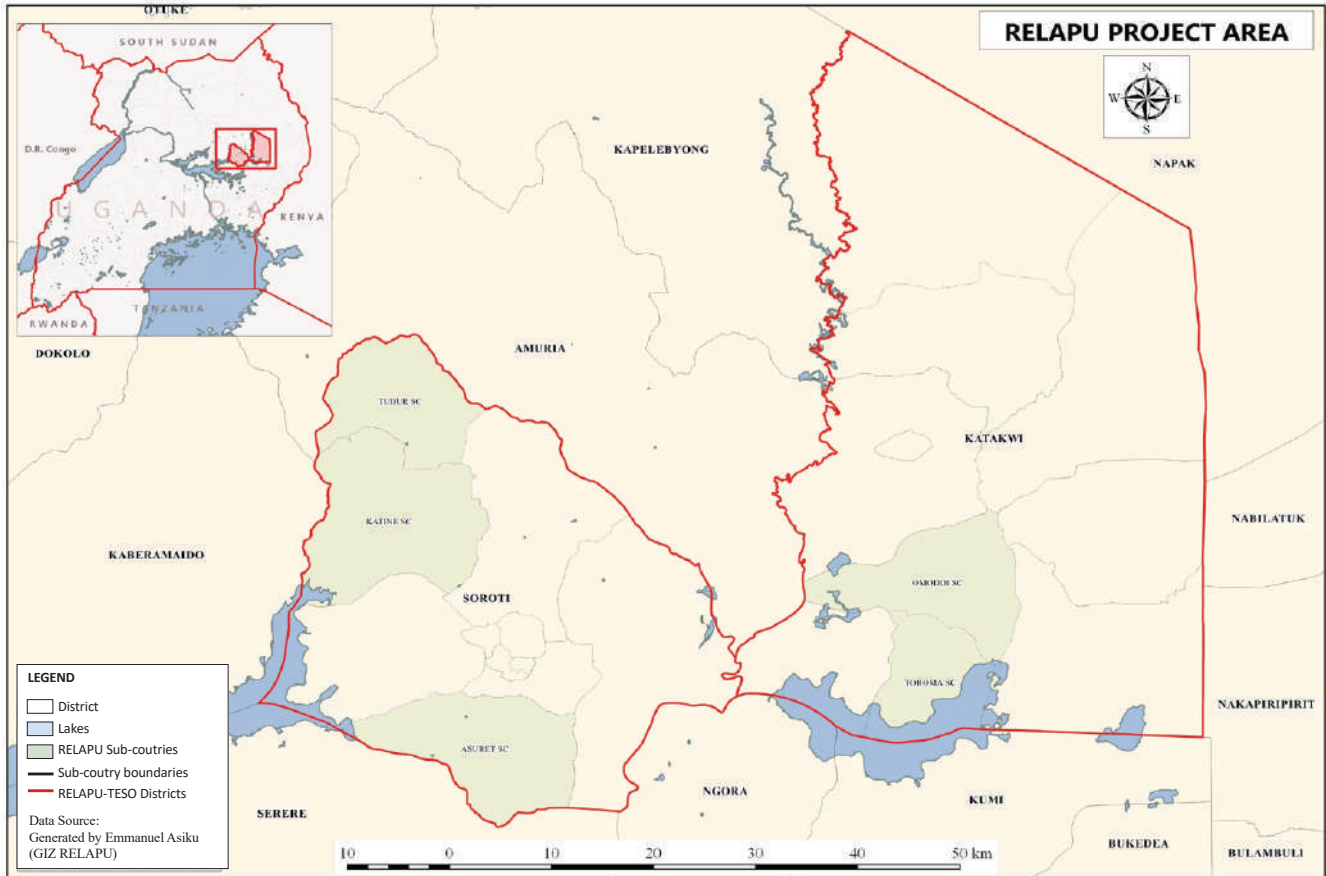 OTUKE
RELAPU PROJECT AREA
SOUTH SUDAN
D.R. Congo
UGANDA
KENYA
TANZANIA
RWANDA
N
W
E
S
KAPELEBYONG
NAPAK
DOKOLO
AMURIA
TUBUR SC
KATAKWI
KATINE SC
NABILATUK
KABERAMAIDO
OMODOI SC
SOROTI
TOROMA SC
NAKAPIRIPIRIT
ASURET SC
NGORA
KUMI
SERERE
BUKEDEA
BULAMBULI
LEGEND
District
Lakes
RELAPU Sub-coutries
Sub-coutry boundaries
RELAPU-TESO Districts
Data Source:
Generated by Emmanuel Asiku
(GIZ RELAPU)
10 0 10 20 30 40 50 km